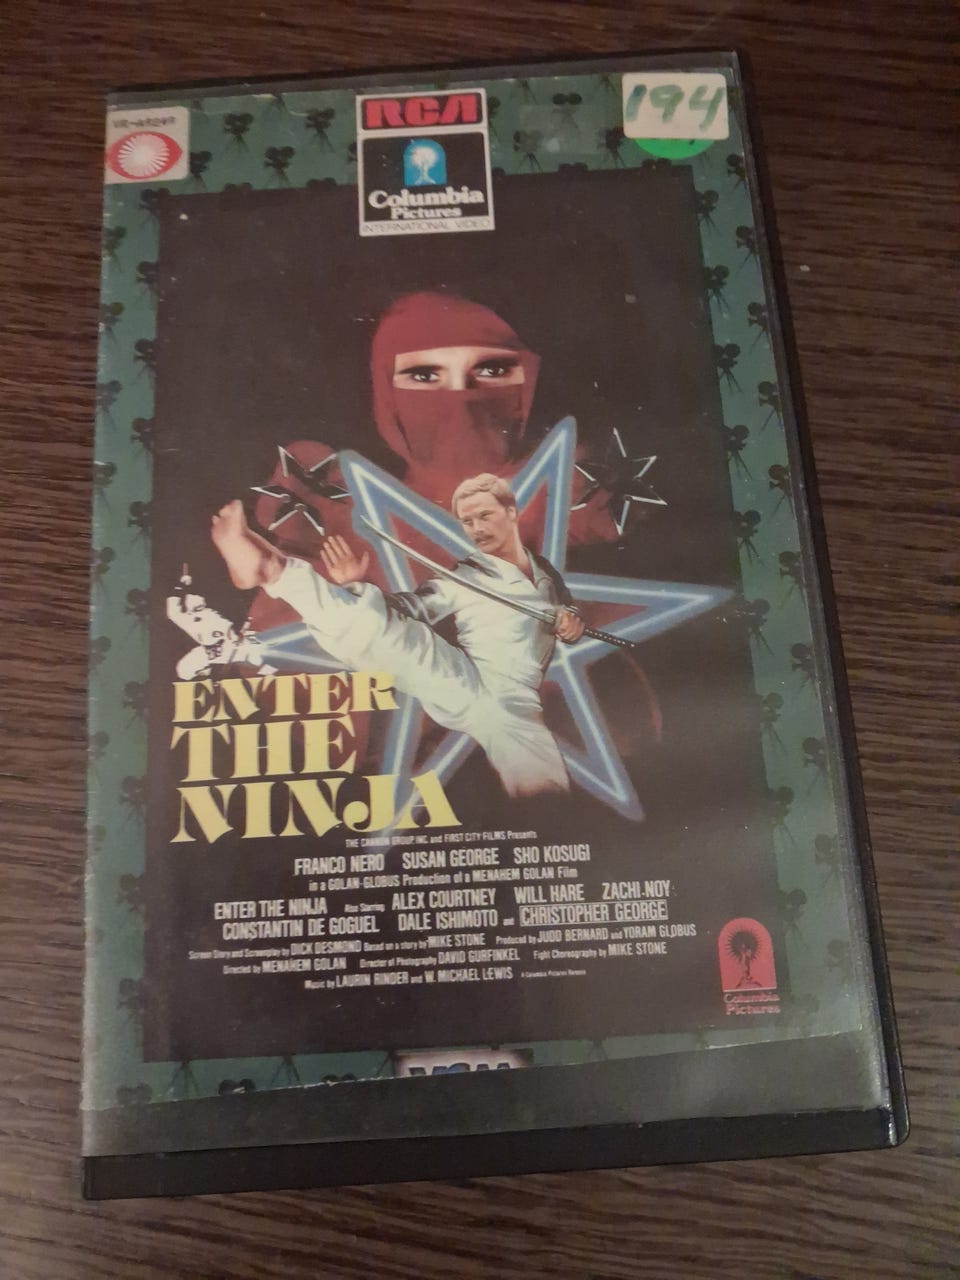 RCA
194
Columbia
Pictures
INTERNATIONAL VIDEO
ENTER
THE
NINJA
THE CANNON GROUP INC. and FIRST CITY FILMS Presents
FRANCO NERO SUSAN GEORGE SHO KOSUGI
in a GOLAN-GLOBUS Production of a MENAHEM GOLAN Film
ENTER THE NINJA Also Starring ALEX COURTNEY WILL HARE ZACHI NOY
CONSTANTIN DE GOGUEL DALE ISHIMOTO and CHRISTOPHER GEORGE
Screen Story and Screenplay by DICK DESMOND Based on a story by MIKE STONE Produced by JUDD BERNARD and YORAM GLOBUS
Directed by MENAHEM GOLAN Director of Photography DAVID GURFINKEL Fight Choreography by MIKE STONE
Music by LAURIN RINDER and W. MICHAEL LEWIS A Columbia Pictures Release
Columbia
Pictures